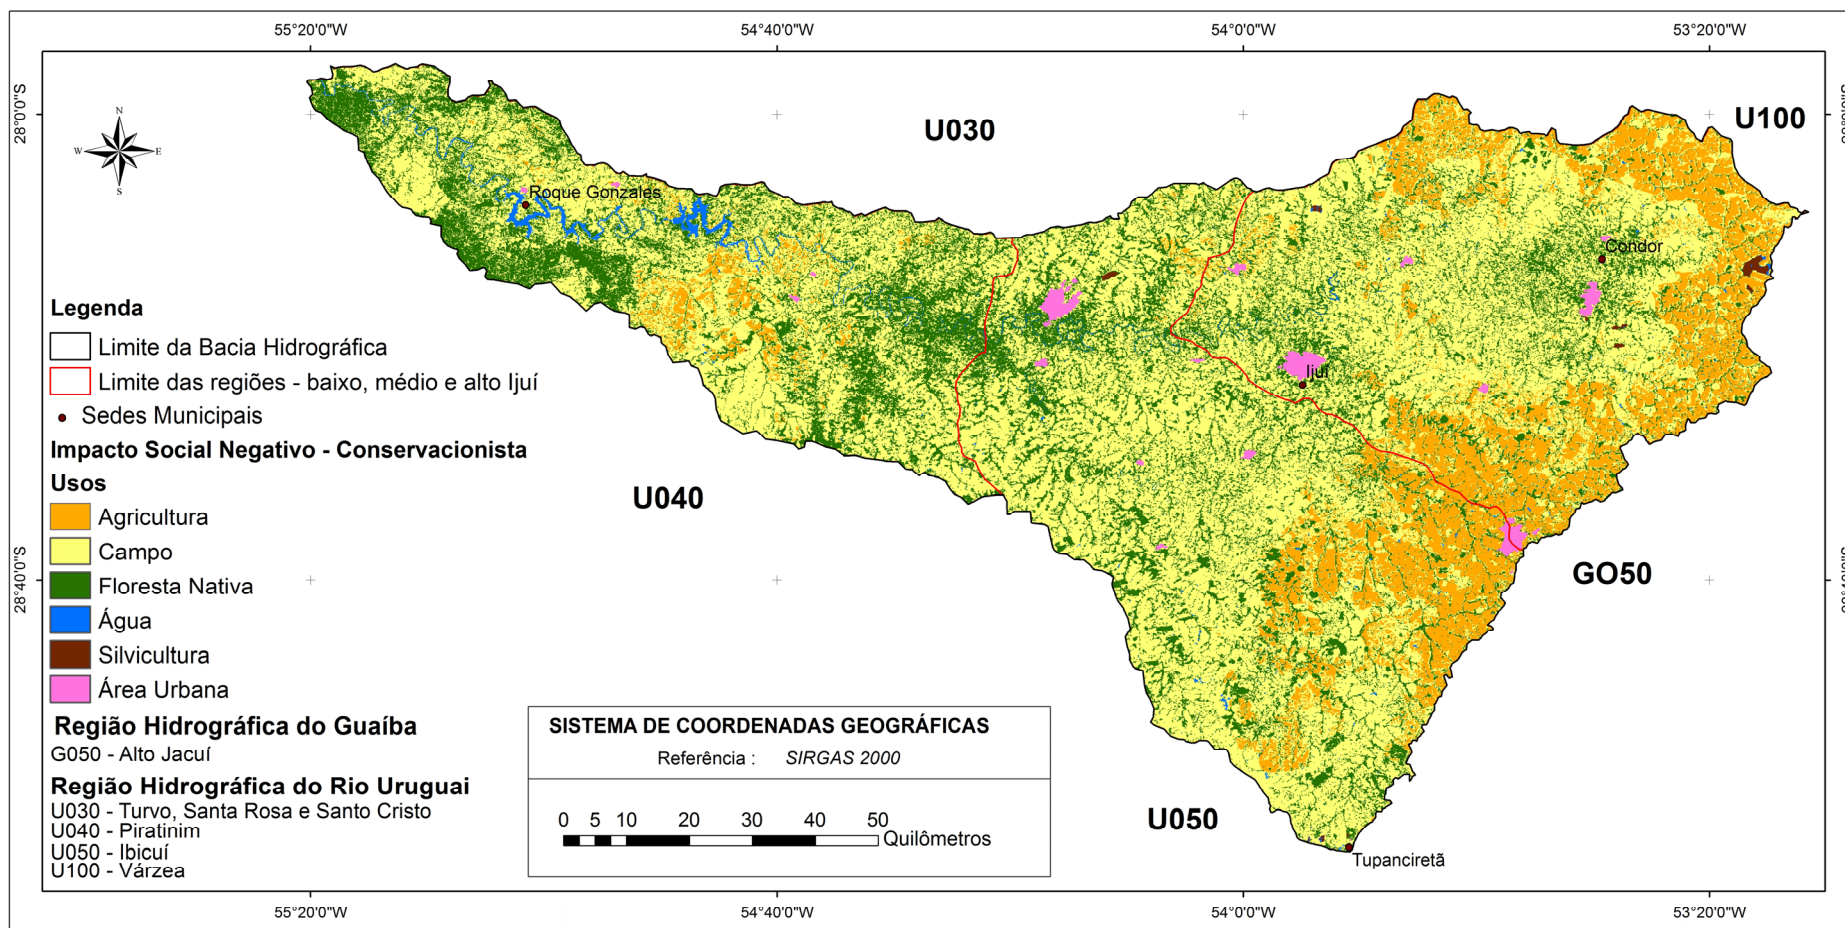 55°20'0"W 54°40'0"W 54°0'0"W 53°20'0"W
28°0'0"S
U030
U100
N
W E
S
Roque Gonzales
Condor
Ijuí
U040
GO50
U050
Tupanciretã
28°40'0"S
Legenda
Limite da Bacia Hidrográfica
Limite das regiões - baixo, médio e alto Ijuí
Sedes Municipais
Impacto Social Negativo - Conservacionista
Usos
Agricultura
Campo
Floresta Nativa
Água
Silvicultura
Área Urbana
Região Hidrográfica do Guaíba
G050 - Alto Jacuí
Região Hidrográfica do Rio Uruguai
U030 - Turvo, Santa Rosa e Santo Cristo
U040 - Piratinim
U050 - Ibicuí
U100 - Várzea
SISTEMA DE COORDENADAS GEOGRÁFICAS
Referência : SIRGAS 2000
0 5 10 20 30 40 50
Quilômetros
55°20'0"W 54°40'0"W 54°0'0"W 53°20'0"W